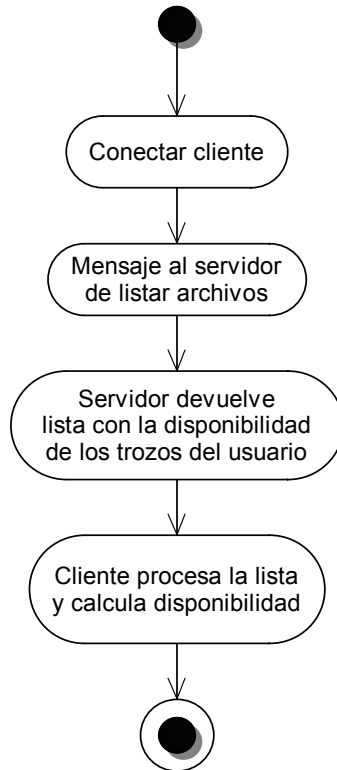 Conectar cliente
Mensaje al servidor
de listar archivos
Servidor devuelve
lista con la disponibilidad
de los trozos del usuario
Cliente procesa la lista
y calcula disponibilidad